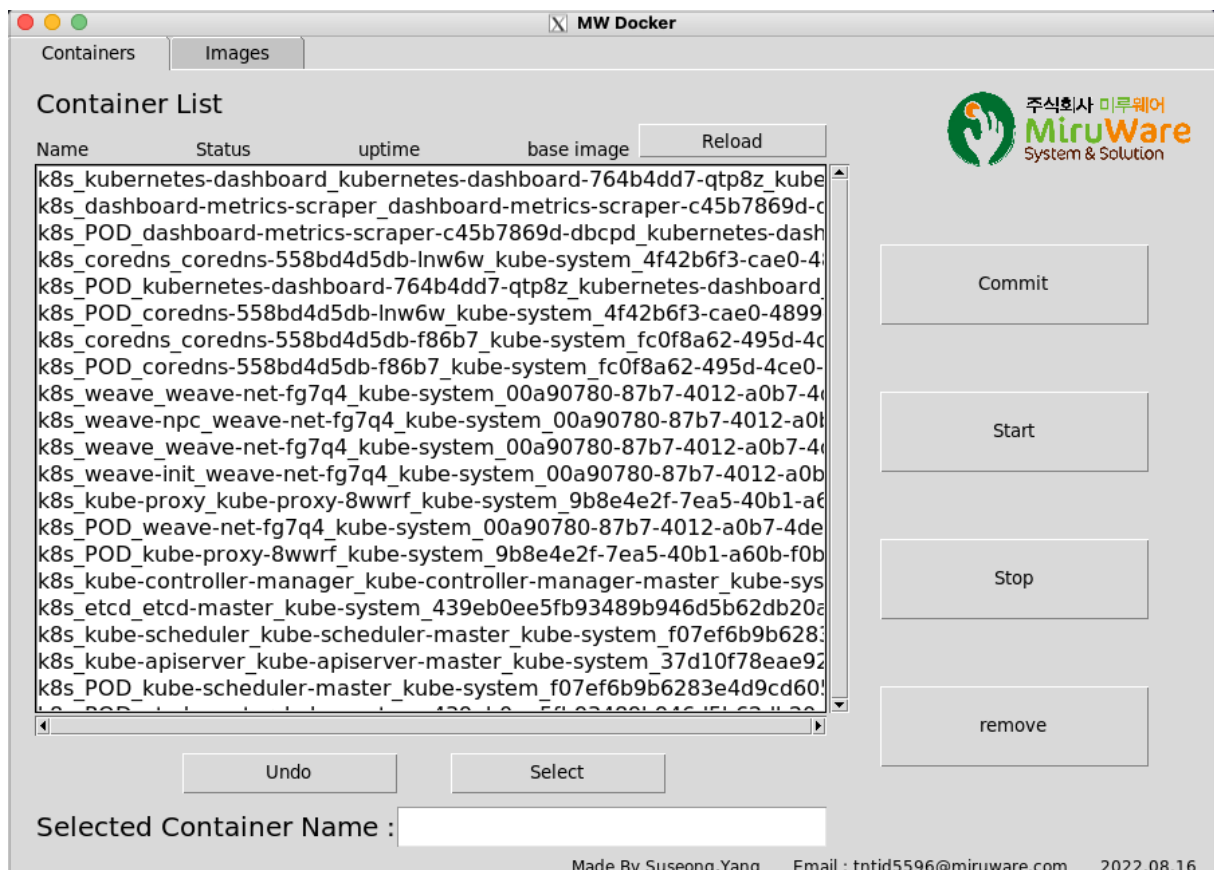 MW Docker
Containers Images
Container List
주식회사 미루웨어
MiruWare
System & Solution
Name Status uptime base image Reload
k8s_kubernetes-dashboard_kubernetes-dashboard-764b4dd7-qtp8z_kube
k8s_dashboard-metrics-scraper_dashboard-metrics-scraper-c45b7869d-d
k8s_POD_dashboard-metrics-scraper-c45b7869d-dbcpd_kubernetes-dash
k8s_coredns_coredns-558bd4d5db-lnw6w_kube-system_4f42b6f3-cae0-4
k8s_POD_kubernetes-dashboard-764b4dd7-qtp8z_kubernetes-dashboard_
k8s_POD_coredns-558bd4d5db-lnw6w_kube-system_4f42b6f3-cae0-4899
k8s_coredns_coredns-558bd4d5db-f86b7_kube-system_fc0f8a62-495d-4c
k8s_POD_coredns-558bd4d5db-f86b7_kube-system_fc0f8a62-495d-4ce0-
k8s_weave_weave-net-fg7q4_kube-system_00a90780-87b7-4012-a0b7-4
k8s_weave-npc_weave-net-fg7q4_kube-system_00a90780-87b7-4012-a0b
k8s_weave_weave-net-fg7q4_kube-system_00a90780-87b7-4012-a0b7-4
k8s_weave-init_weave-net-fg7q4_kube-system_00a90780-87b7-4012-a0b
k8s_kube-proxy_kube-proxy-8wwrf_kube-system_9b8e4e2f-7ea5-40b1-a6
k8s_POD_weave-net-fg7q4_kube-system_00a90780-87b7-4012-a0b7-4de
k8s_POD_kube-proxy-8wwrf_kube-system_9b8e4e2f-7ea5-40b1-a60b-f0b
k8s_kube-controller-manager_kube-controller-manager-master_kube-sys
k8s_etcd_etcd-master_kube-system_439eb0ee5fb93489b946d5b62db20a
k8s_kube-scheduler_kube-scheduler-master_kube-system_f07ef6b9b6283
k8s_kube-apiserver_kube-apiserver-master_kube-system_37d10f78eae92
k8s_POD_kube-scheduler-master_kube-system_f07ef6b9b6283e4d9cd605
Commit
Start
Stop
remove
Undo Select
Selected Container Name :
Made By Suseong.Yang Email : tntid5596@miruware.com 2022.08.16